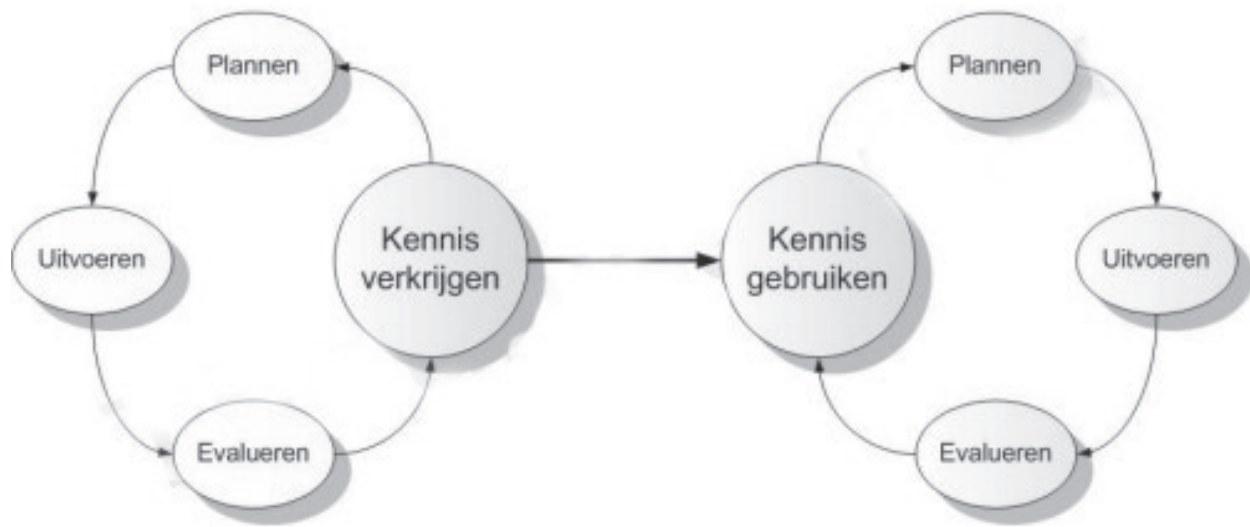 Plannen
Uitvoeren
Evalueren
Kennis
verkrijgen
Kennis
gebruiken
Plannen
Uitvoeren
Evalueren